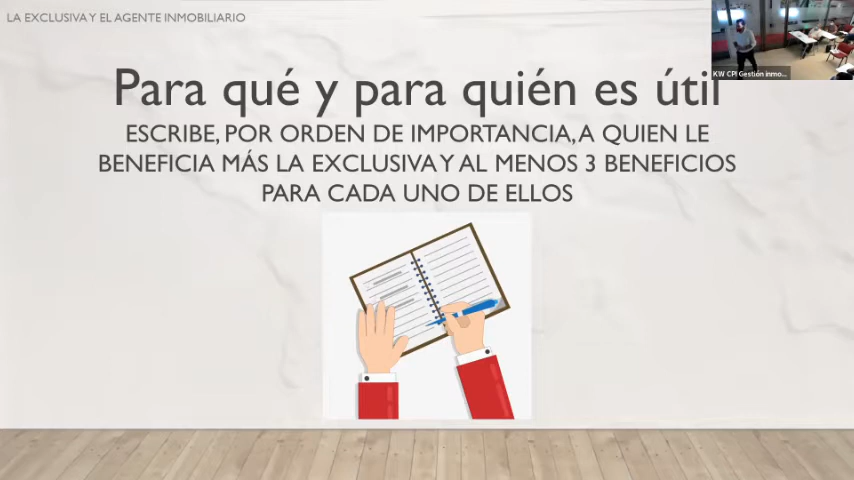 LA EXCLUSIVA Y EL AGENTE INMOBILIARIO
KW CPI Gestión inmo...
Para qué y para quién es útil
ESCRIBE, POR ORDEN DE IMPORTANCIA, A QUIEN LE
BENEFICIA MÁS LA EXCLUSIVA Y AL MENOS 3 BENEFICIOS
PARA CADA UNO DE ELLOS